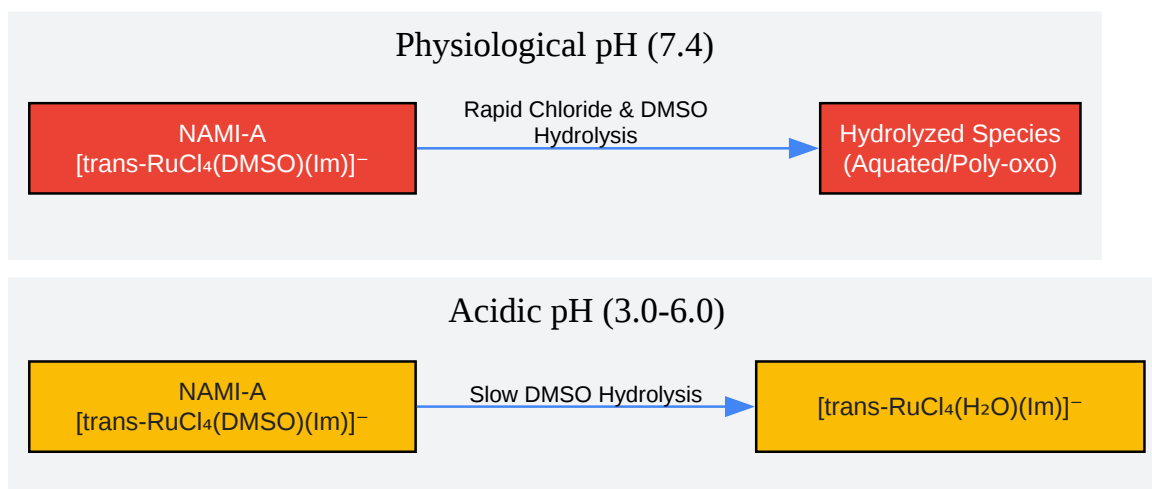 Physiological pH (7.4)
NAMI-A
[trans-RuCl₄(DMSO)(Im)]⁻
Rapid Chloride & DMSO
Hydrolysis
Hydrolyzed Species
(Aquated/Poly-oxo)
Acidic pH (3.0-6.0)
NAMI-A
[trans-RuCl₄(DMSO)(Im)]⁻
Slow DMSO Hydrolysis
[trans-RuCl₄(H₂O)(Im)]⁻